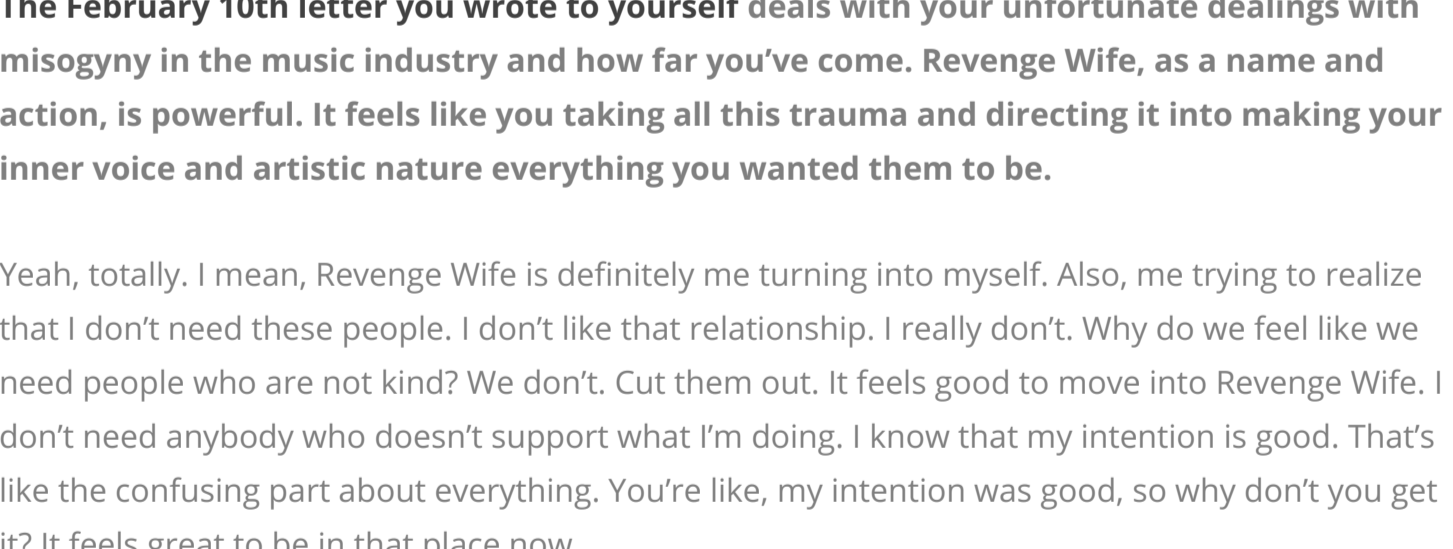 The February 10th letter you wrote to yourself deals with your unfortunate dealings with
misogyny in the music industry and how far you’ve come. Revenge Wife, as a name and
action, is powerful. It feels like you taking all this trauma and directing it into making your
inner voice and artistic nature everything you wanted them to be.
Yeah, totally. I mean, Revenge Wife is definitely me turning into myself. Also, me trying to realize
that I don’t need these people. I don’t like that relationship. I really don’t. Why do we feel like we
need people who are not kind? We don’t. Cut them out. It feels good to move into Revenge Wife. I
don’t need anybody who doesn’t support what I’m doing. I know that my intention is good. That’s
like the confusing part about everything. You’re like, my intention was good, so why don’t you get
it? It feels great to be in that place now